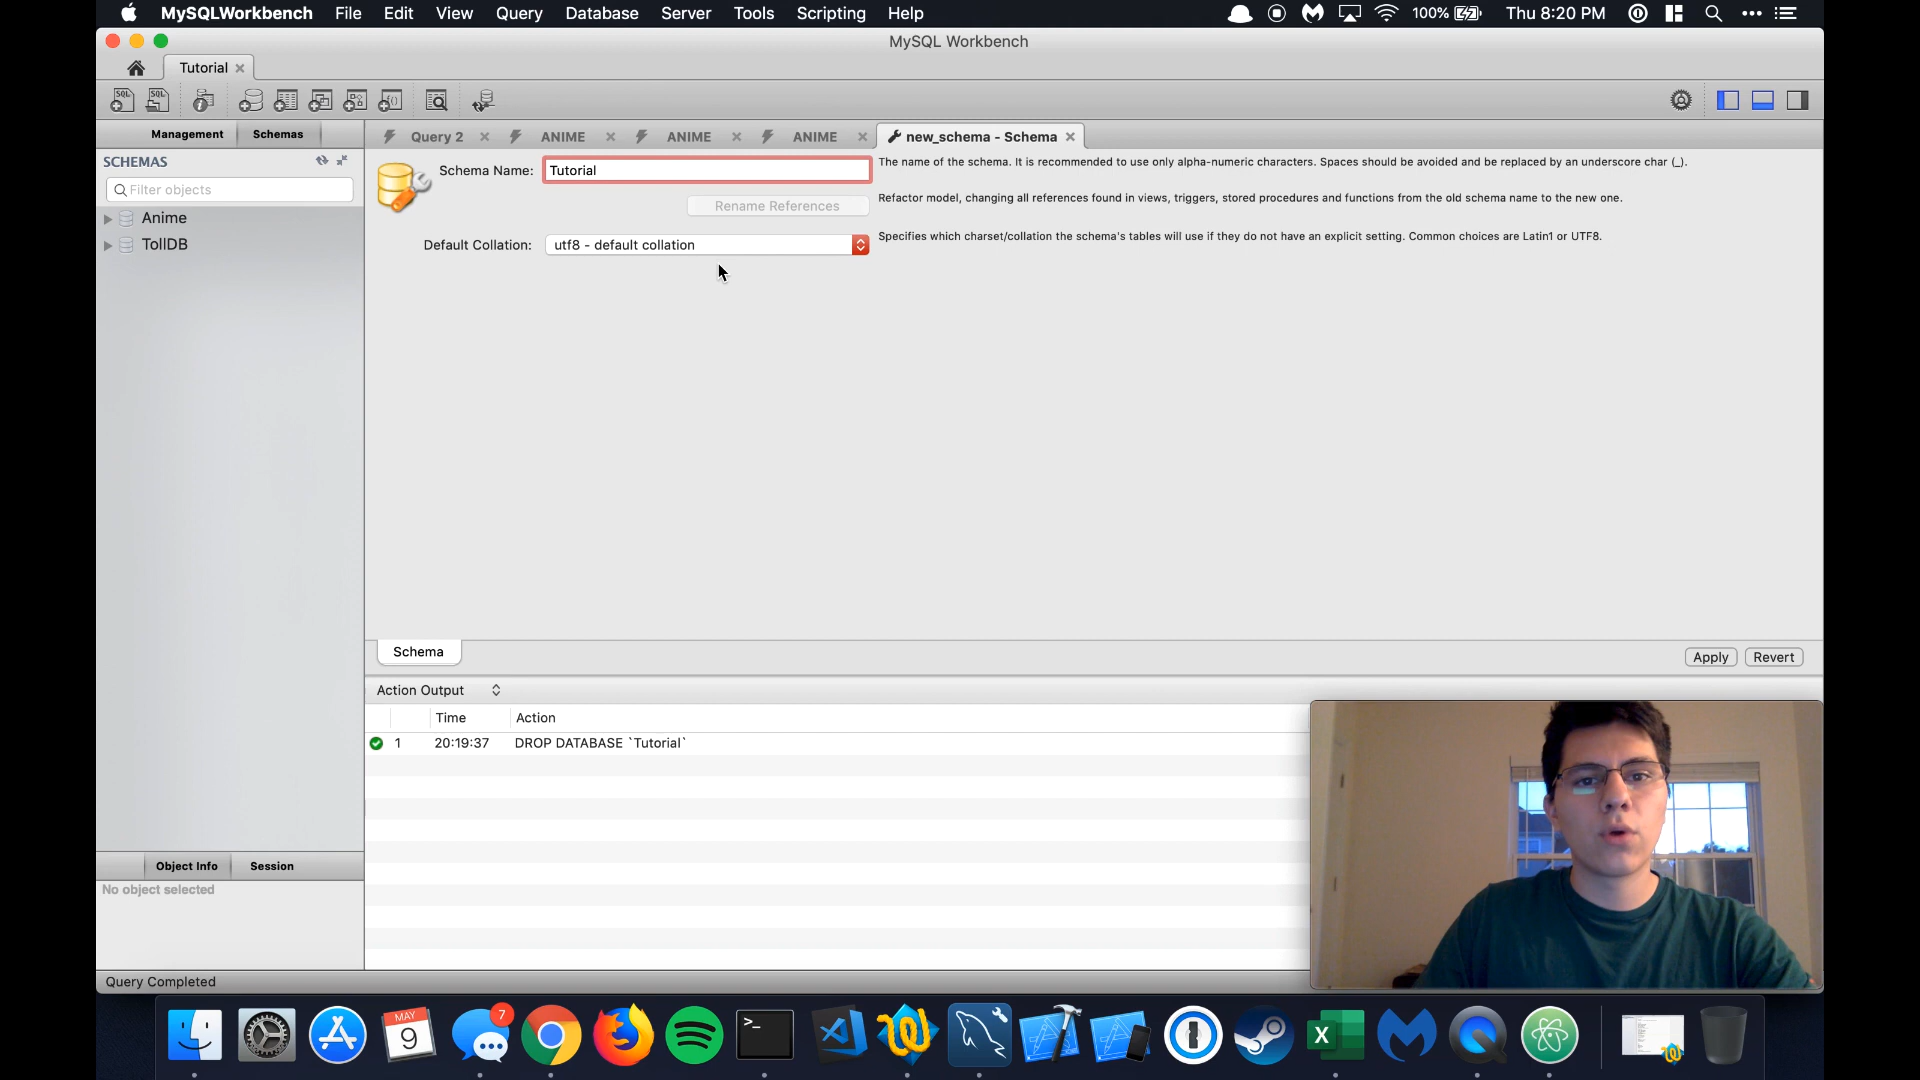 MySQLWorkbench File Edit View Query Database Server Tools Scripting Help 100% Thu 8:20 PM
MySQL Workbench
Tutorial
SQL SQL
Management Schemas
Query 2 ANIME ANIME ANIME new_schema - Schema
SCHEMAS
Filter objects
Anime
TollDB
Schema Name: Tutorial
The name of the schema. It is recommended to use only alpha-numeric characters. Spaces should be avoided and be replaced by an underscore char (_).
Rename References
Refactor model, changing all references found in views, triggers, stored procedures and functions from the old schema name to the new one.
Default Collation: utf8 - default collation
Specifies which charset/collation the schema's tables will use if they do not have an explicit setting. Common choices are Latin1 or UTF8.
Schema
Apply Revert
Action Output
Time Action
1 20:19:37 DROP DATABASE `Tutorial`
Object Info Session
No object selected
Query Completed
MAY
9
7
>_
X